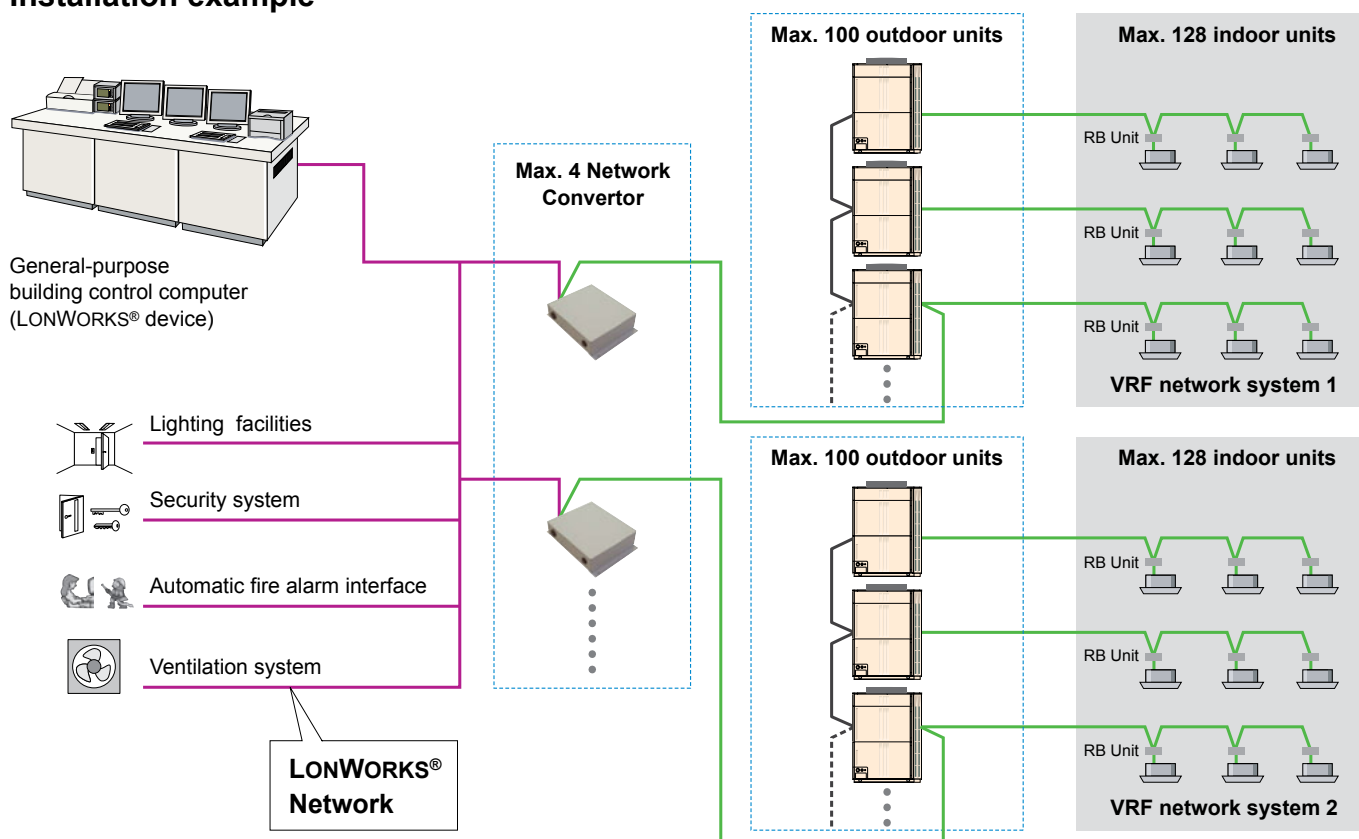 Installation example
General-purpose
building control computer
(LONWORKS® device)
Lighting facilities
Security system
Automatic fire alarm interface
Ventilation system
LONWORKS®
Network
Max. 4 Network
Convertor
Max. 100 outdoor units
Max. 128 indoor units
RB Unit
RB Unit
RB Unit
VRF network system 1
Max. 100 outdoor units
Max. 128 indoor units
RB Unit
RB Unit
RB Unit
VRF network system 2